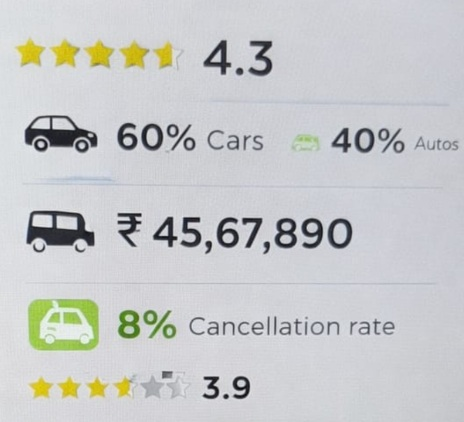 4.3
60% Cars 40% Autos
₹ 45,67,890
8% Cancellation rate
3.9